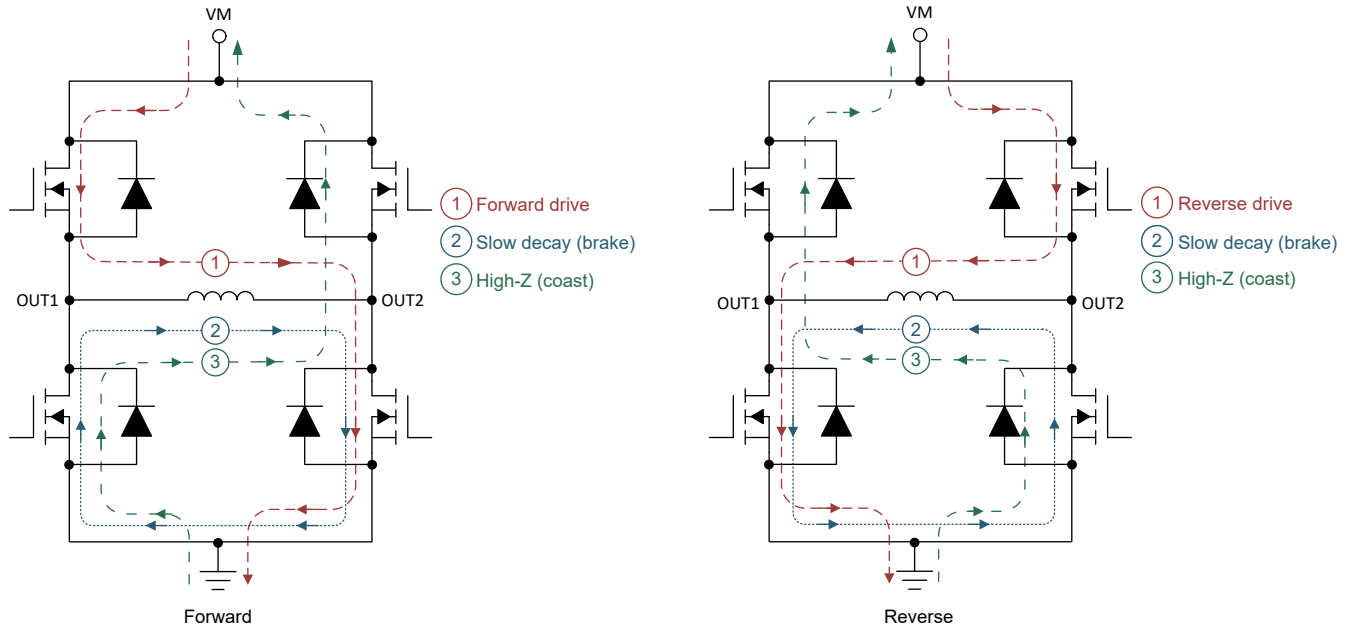 VM
1 Forward drive
2 Slow decay (brake)
3 High-Z (coast)
1
OUT1
OUT2
2
3
Forward
VM
1 Reverse drive
2 Slow decay (brake)
3 High-Z (coast)
1
OUT1
OUT2
2
3
Reverse